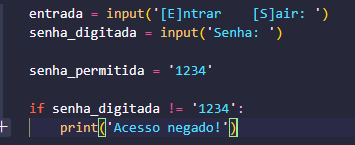 entrada = input('[E]ntrar    [S]air: ')
senha_digitada = input('Senha: ')
senha_permitida = '1234'
if senha_digitada != '1234':
    print('Acesso negado!')